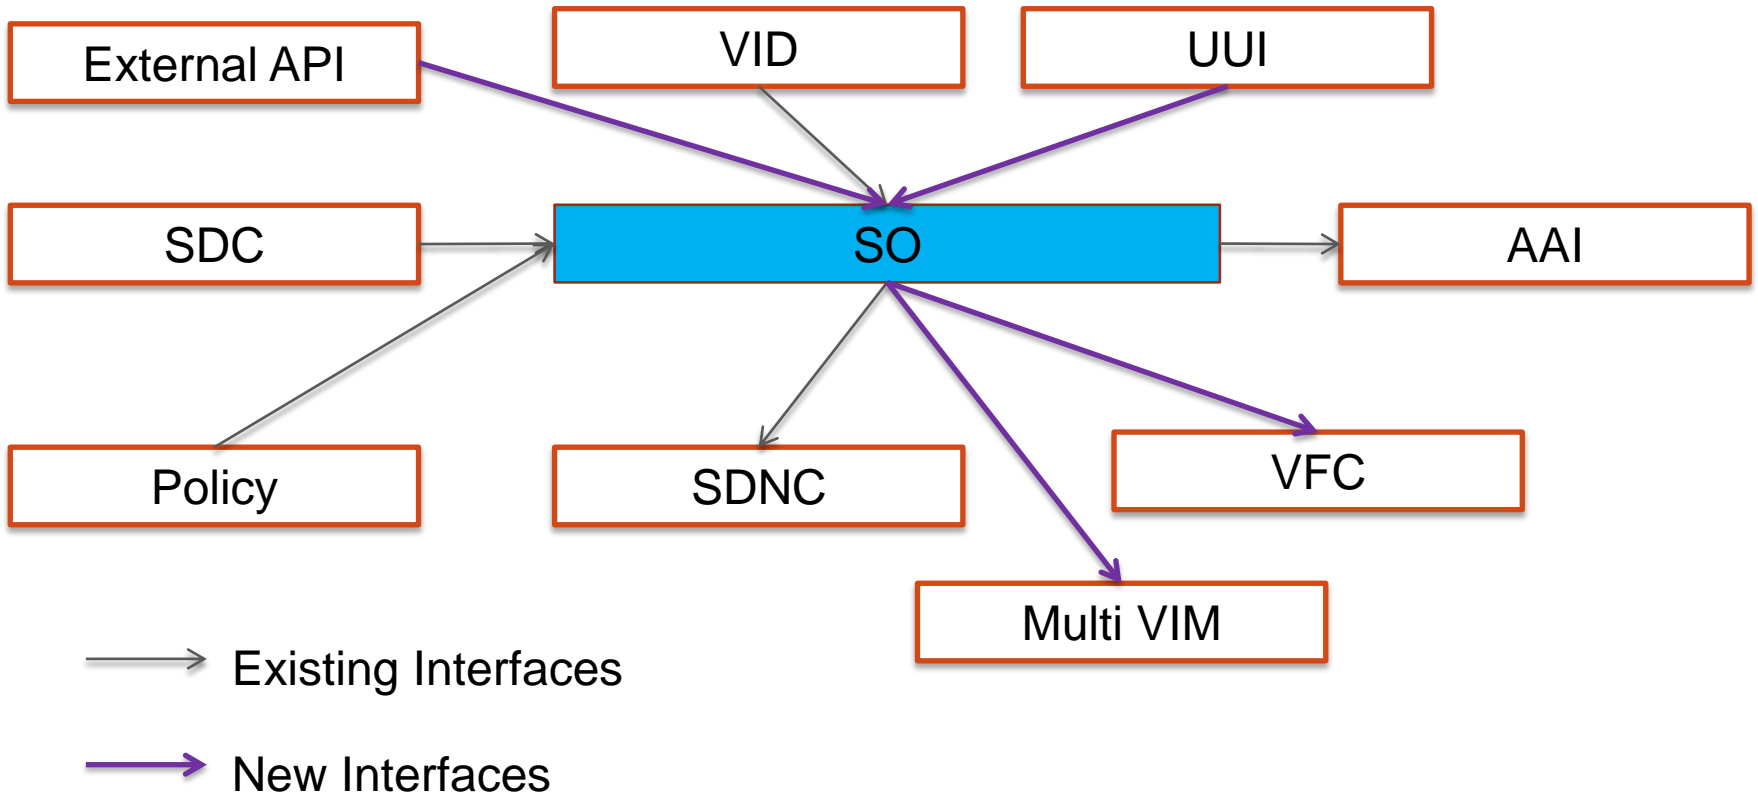 External API
VID
UUI
SDC
SO
AAI
Policy
SDNC
VFC
Multi VIM
Existing Interfaces
New Interfaces